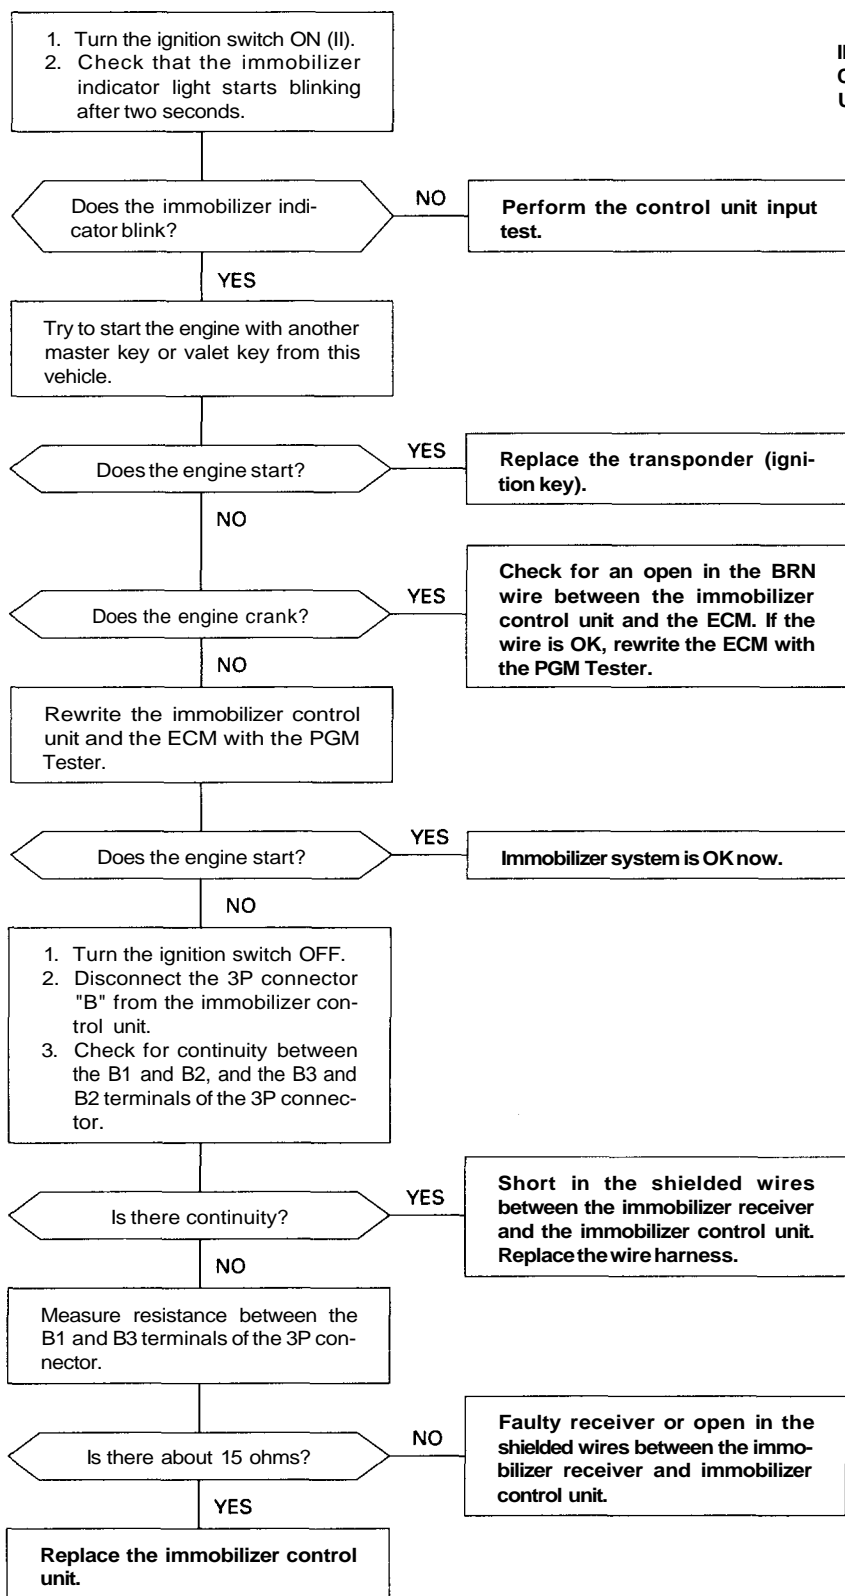 1. Turn the ignition switch ON (II).
2. Check that the immobilizer
indicator light starts blinking
after two seconds.
Does the immobilizer indi-
cator blink?
NO
Perform the control unit input
test.
YES
Try to start the engine with another
master key or valet key from this
vehicle.
Does the engine start?
YES
Replace the transponder (igni-
tion key).
NO
Does the engine crank?
YES
Check for an open in the BRN
wire between the immobilizer
control unit and the ECM. If the
wire is OK, rewrite the ECM with
the PGM Tester.
NO
Rewrite the immobilizer control
unit and the ECM with the PGM
Tester.
Does the engine start?
YES
Immobilizer system is OK now.
NO
1. Turn the ignition switch OFF.
2. Disconnect the 3P connector
"B" from the immobilizer con-
trol unit.
3. Check for continuity between
the B1 and B2, and the B3 and
B2 terminals of the 3P connec-
tor.
Is there continuity?
YES
Short in the shielded wires
between the immobilizer receiver
and the immobilizer control unit.
Replace the wire harness.
NO
Measure resistance between the
B1 and B3 terminals of the 3P con-
nector.
Is there about 15 ohms?
NO
Faulty receiver or open in the
shielded wires between the immo-
bilizer receiver and immobilizer
control unit.
YES
Replace the immobilizer control
unit.